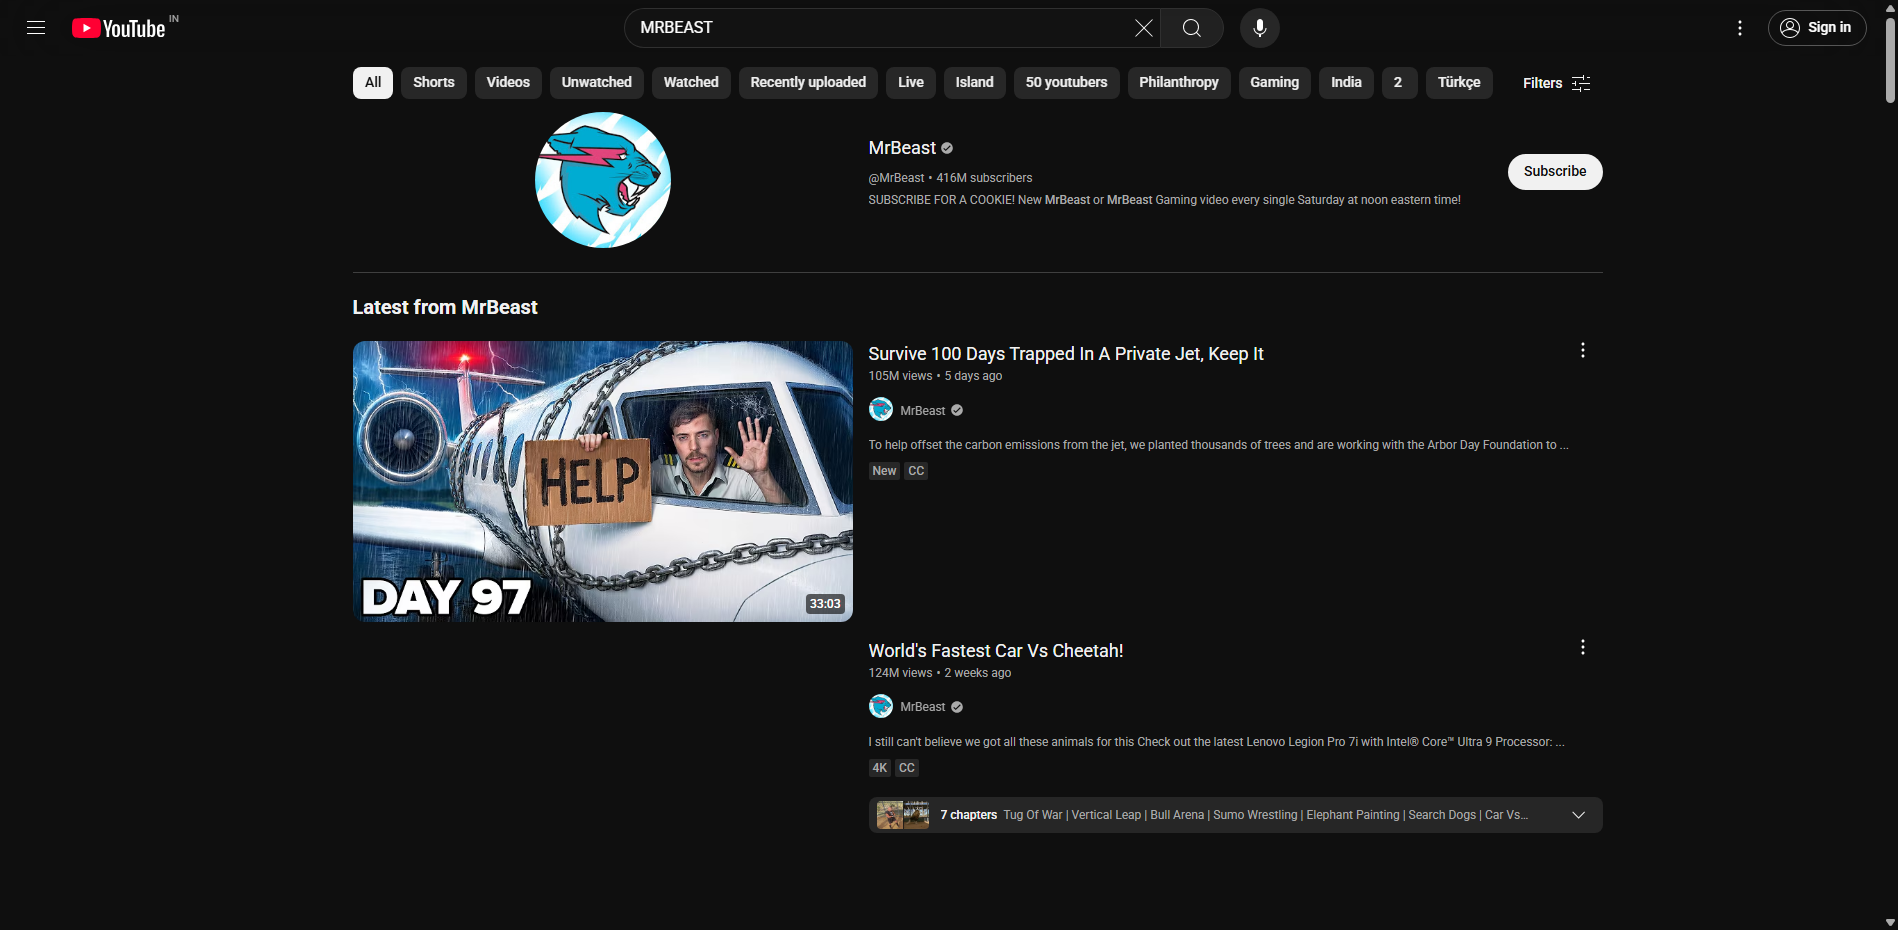 YouTube IN
MRBEAST
Sign in
All
Shorts
Videos
Unwatched
Watched
Recently uploaded
Live
Island
50 youtubers
Philanthropy
Gaming
India
2
Türkçe
Filters
MrBeast
@MrBeast • 416M subscribers
SUBSCRIBE FOR A COOKIE! New MrBeast or MrBeast Gaming video every single Saturday at noon eastern time!
Subscribe
Latest from MrBeast
HELP
DAY 97
33:03
Survive 100 Days Trapped In A Private Jet, Keep It
105M views • 5 days ago
MrBeast
To help offset the carbon emissions from the jet, we planted thousands of trees and are working with the Arbor Day Foundation to ...
New CC
World's Fastest Car Vs Cheetah!
124M views • 2 weeks ago
MrBeast
I still can't believe we got all these animals for this Check out the latest Lenovo Legion Pro 7i with Intel® Core™ Ultra 9 Processor: ...
4K CC
7 chapters Tug Of War | Vertical Leap | Bull Arena | Sumo Wrestling | Elephant Painting | Search Dogs | Car Vs...